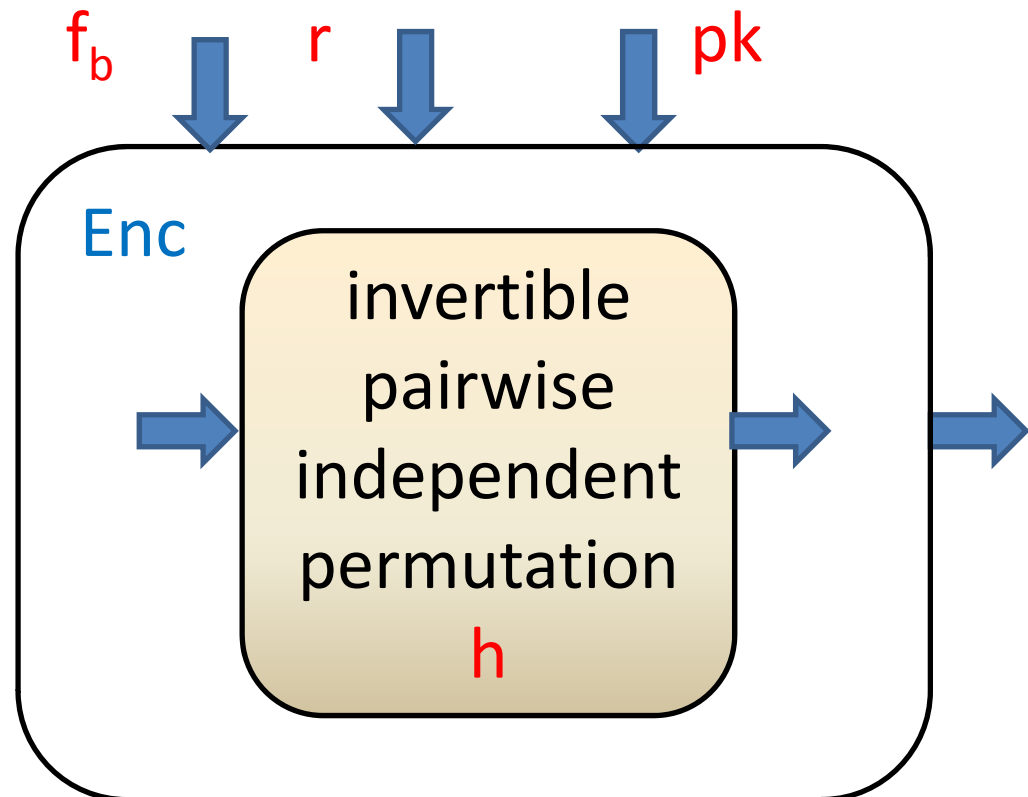 f_b r pk
Enc
invertible
pairwise
independent
permutation
h